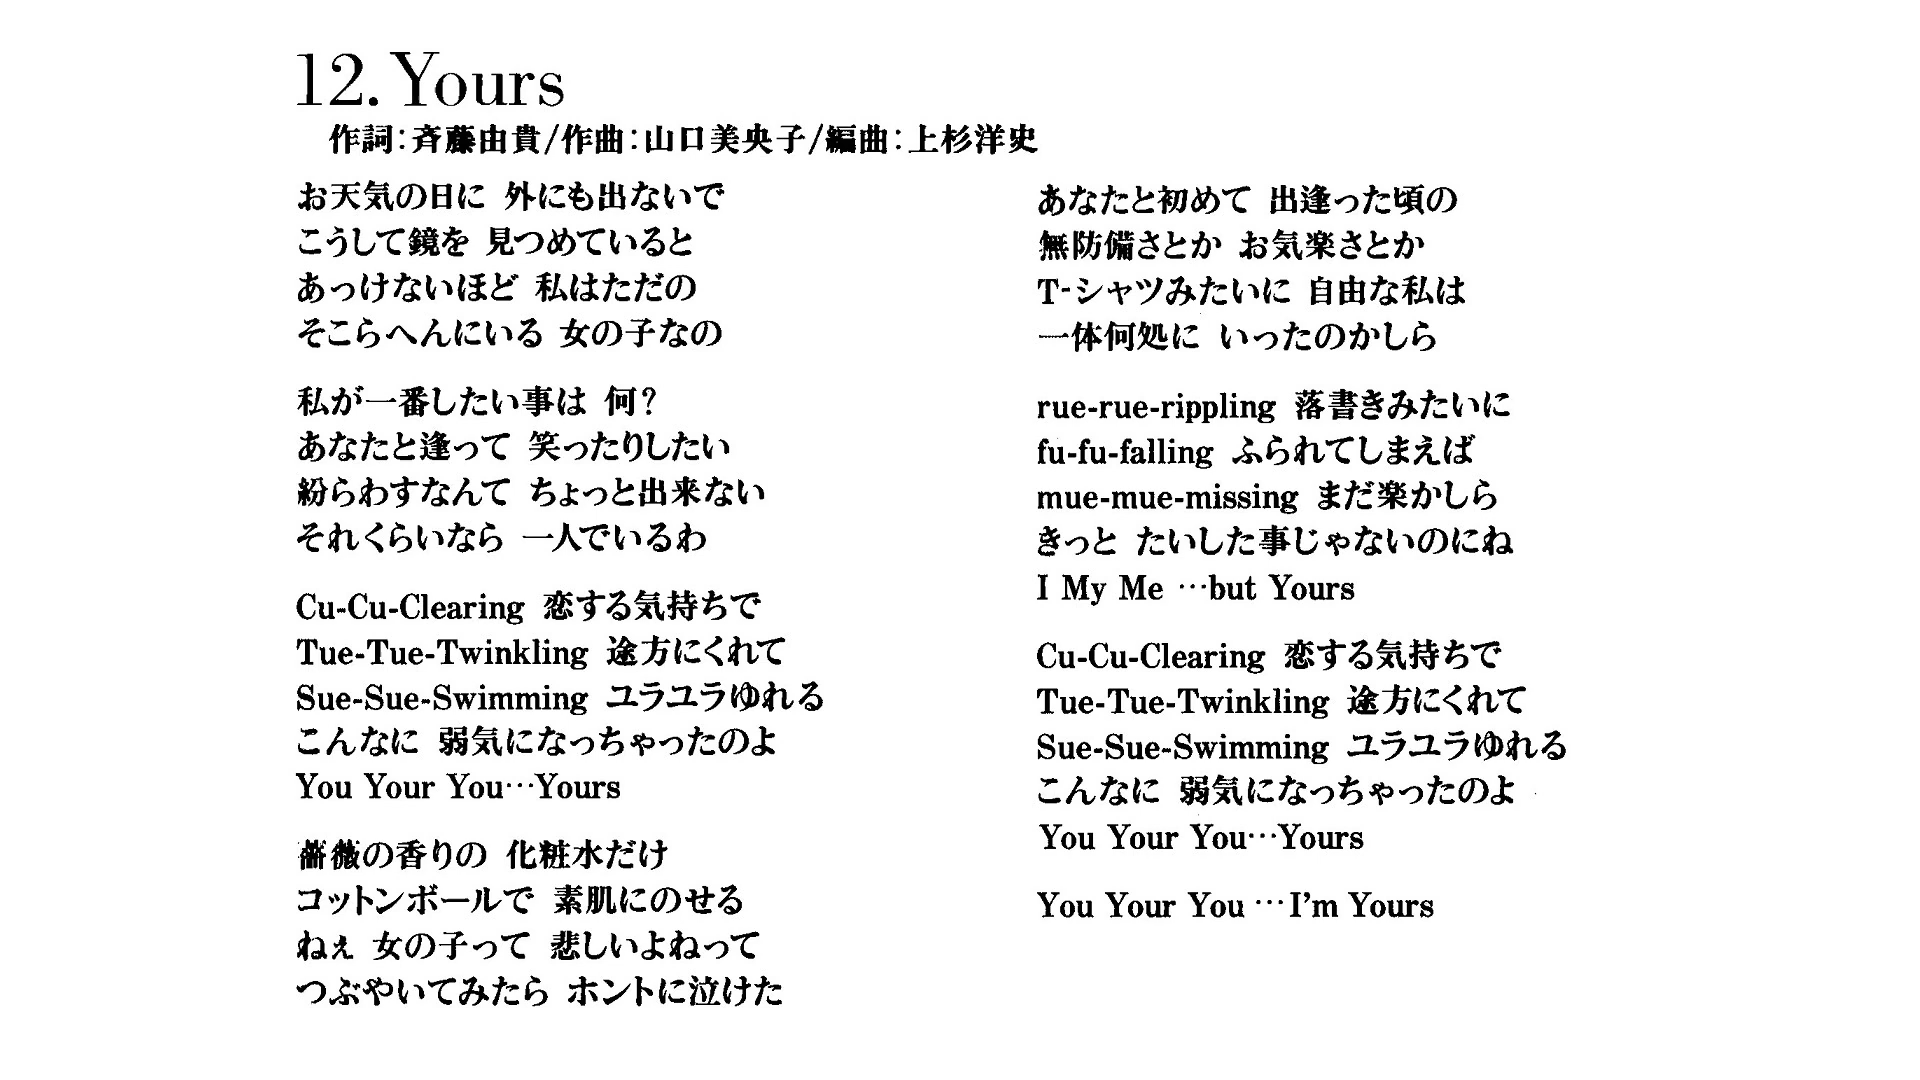 12. Yours
作詞:斉藤由貴/作曲:山口美央子/編曲:上杉洋史
お天気の日に 外にも出ないで
こうして鏡を 見つめていると
あっけないほど 私はただの
そこらへんにいる 女の子なの
私が一番したい事は 何?
あなたと逢って 笑ったりしたい
紛らわすなんて ちょっと出来ない
それくらいなら 一人でいるわ
Cu-Cu-Clearing 恋する気持ちで
Tue-Tue-Twinkling 途方にくれて
Sue-Sue-Swimming ユラユラゆれる
こんなに 弱気になっちゃったのよ
You Your You…Yours
薔薇の香りの 化粧水だけ
コットンボールで 素肌にのせる
ねぇ 女の子って 悲しいよねって
つぶやいてみたら ホントに泣けた
あなたと初めて 出逢った頃の
無防備さとか お気楽さとか
T-シャツみたいに 自由な私は
一体何処に いったのかしら
rue-rue-rippling 落書きみたいに
fu-fu-falling ふられてしまえば
mue-mue-missing まだ楽かしら
きっと たいした事じゃないのにね
I My Me …but Yours
Cu-Cu-Clearing 恋する気持ちで
Tue-Tue-Twinkling 途方にくれて
Sue-Sue-Swimming ユラユラゆれる
こんなに 弱気になっちゃったのよ
You Your You…Yours
You Your You …I'm Yours